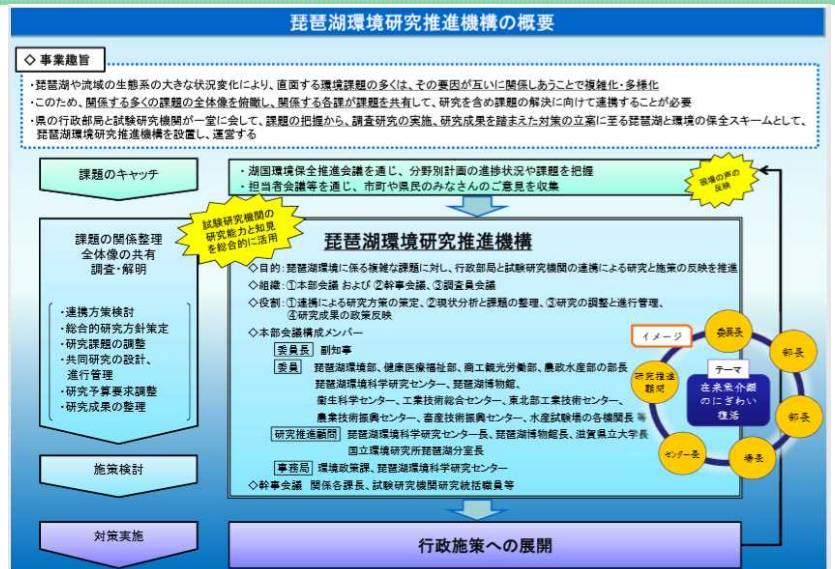 琵琶湖環境研究推進機構の概要
◇ 事業趣旨
・琵琶湖や流域の生態系の大きな状況変化により、直面する環境課題の多くは、その要因が互いに関係しあうことで複雑化・多様化
・このため、関係する多くの課題の全体像を俯瞰し、関係する各課が課題を共有して、研究を含め課題の解決に向けて連携することが必要
・県の行政部局と試験研究機関が一堂に会して、課題の把握から、調査研究の実施、研究成果を踏まえた対策の立案に至る琵琶湖と環境の保全スキームとして、
琵琶湖環境研究推進機構を設置し、運営する
課題のキャッチ
・湖国環境保全推進会議を通じ、分野別計画の進捗状況や課題を把握
・担当者会議等を通じ、市町や県民のみなさんのご意見を収集
現場の声の
反映
課題の関係整理
全体像の共有
調査・解明
・連携方策検討
・総合的研究方針策定
・研究課題の調整
・共同研究の設計、
進行管理
・研究予算要求調整
・研究成果の整理
試験研究機関の
研究能力と知見
を総合的に活用
琵琶湖環境研究推進機構
◇目的:琵琶湖環境に係る複雑な課題に対し、行政部局と試験研究機関の連携による研究と施策の反映を推進
◇組織:①本部会議 および ②幹事会議、③調査員会議
◇役割:①連携による研究方策の策定、②現状分析と課題の整理、③研究の調整と進行管理、
④研究成果の政策反映
◇本部会議構成メンバー
委員長 副知事
委員 琵琶湖環境部、健康医療福祉部、商工観光労働部、農政水産部の部長
琵琶湖環境科学研究センター、琵琶湖博物館、
衛生科学センター、工業技術総合センター、東北部工業技術センター、
農業技術振興センター、畜産技術振興センター、水産試験場の各機関長 等
研究推進顧問 琵琶湖環境科学研究センター長、琵琶湖博物館長、滋賀県立大学長
国立環境研究所琵琶湖分室長
事務局 環境政策課、琵琶湖環境科学研究センター
◇幹事会議 関係各課長、試験研究機関研究統括職員等
イメージ
委員長
部長
部長
場長
センター長
研究推進
顧問
テーマ
在来魚介類
のにぎわい
復活
施策検討
対策実施
行政施策への展開